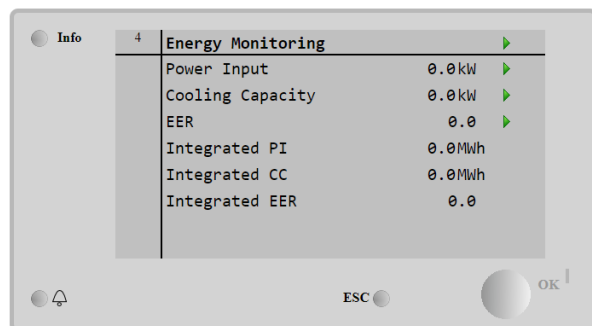 Info
4 Energy Monitoring
Power Input 0.0kW
Cooling Capacity 0.0kW
EER 0.0
Integrated PI 0.0MWh
Integrated CC 0.0MWh
Integrated EER 0.0
ESC
OK